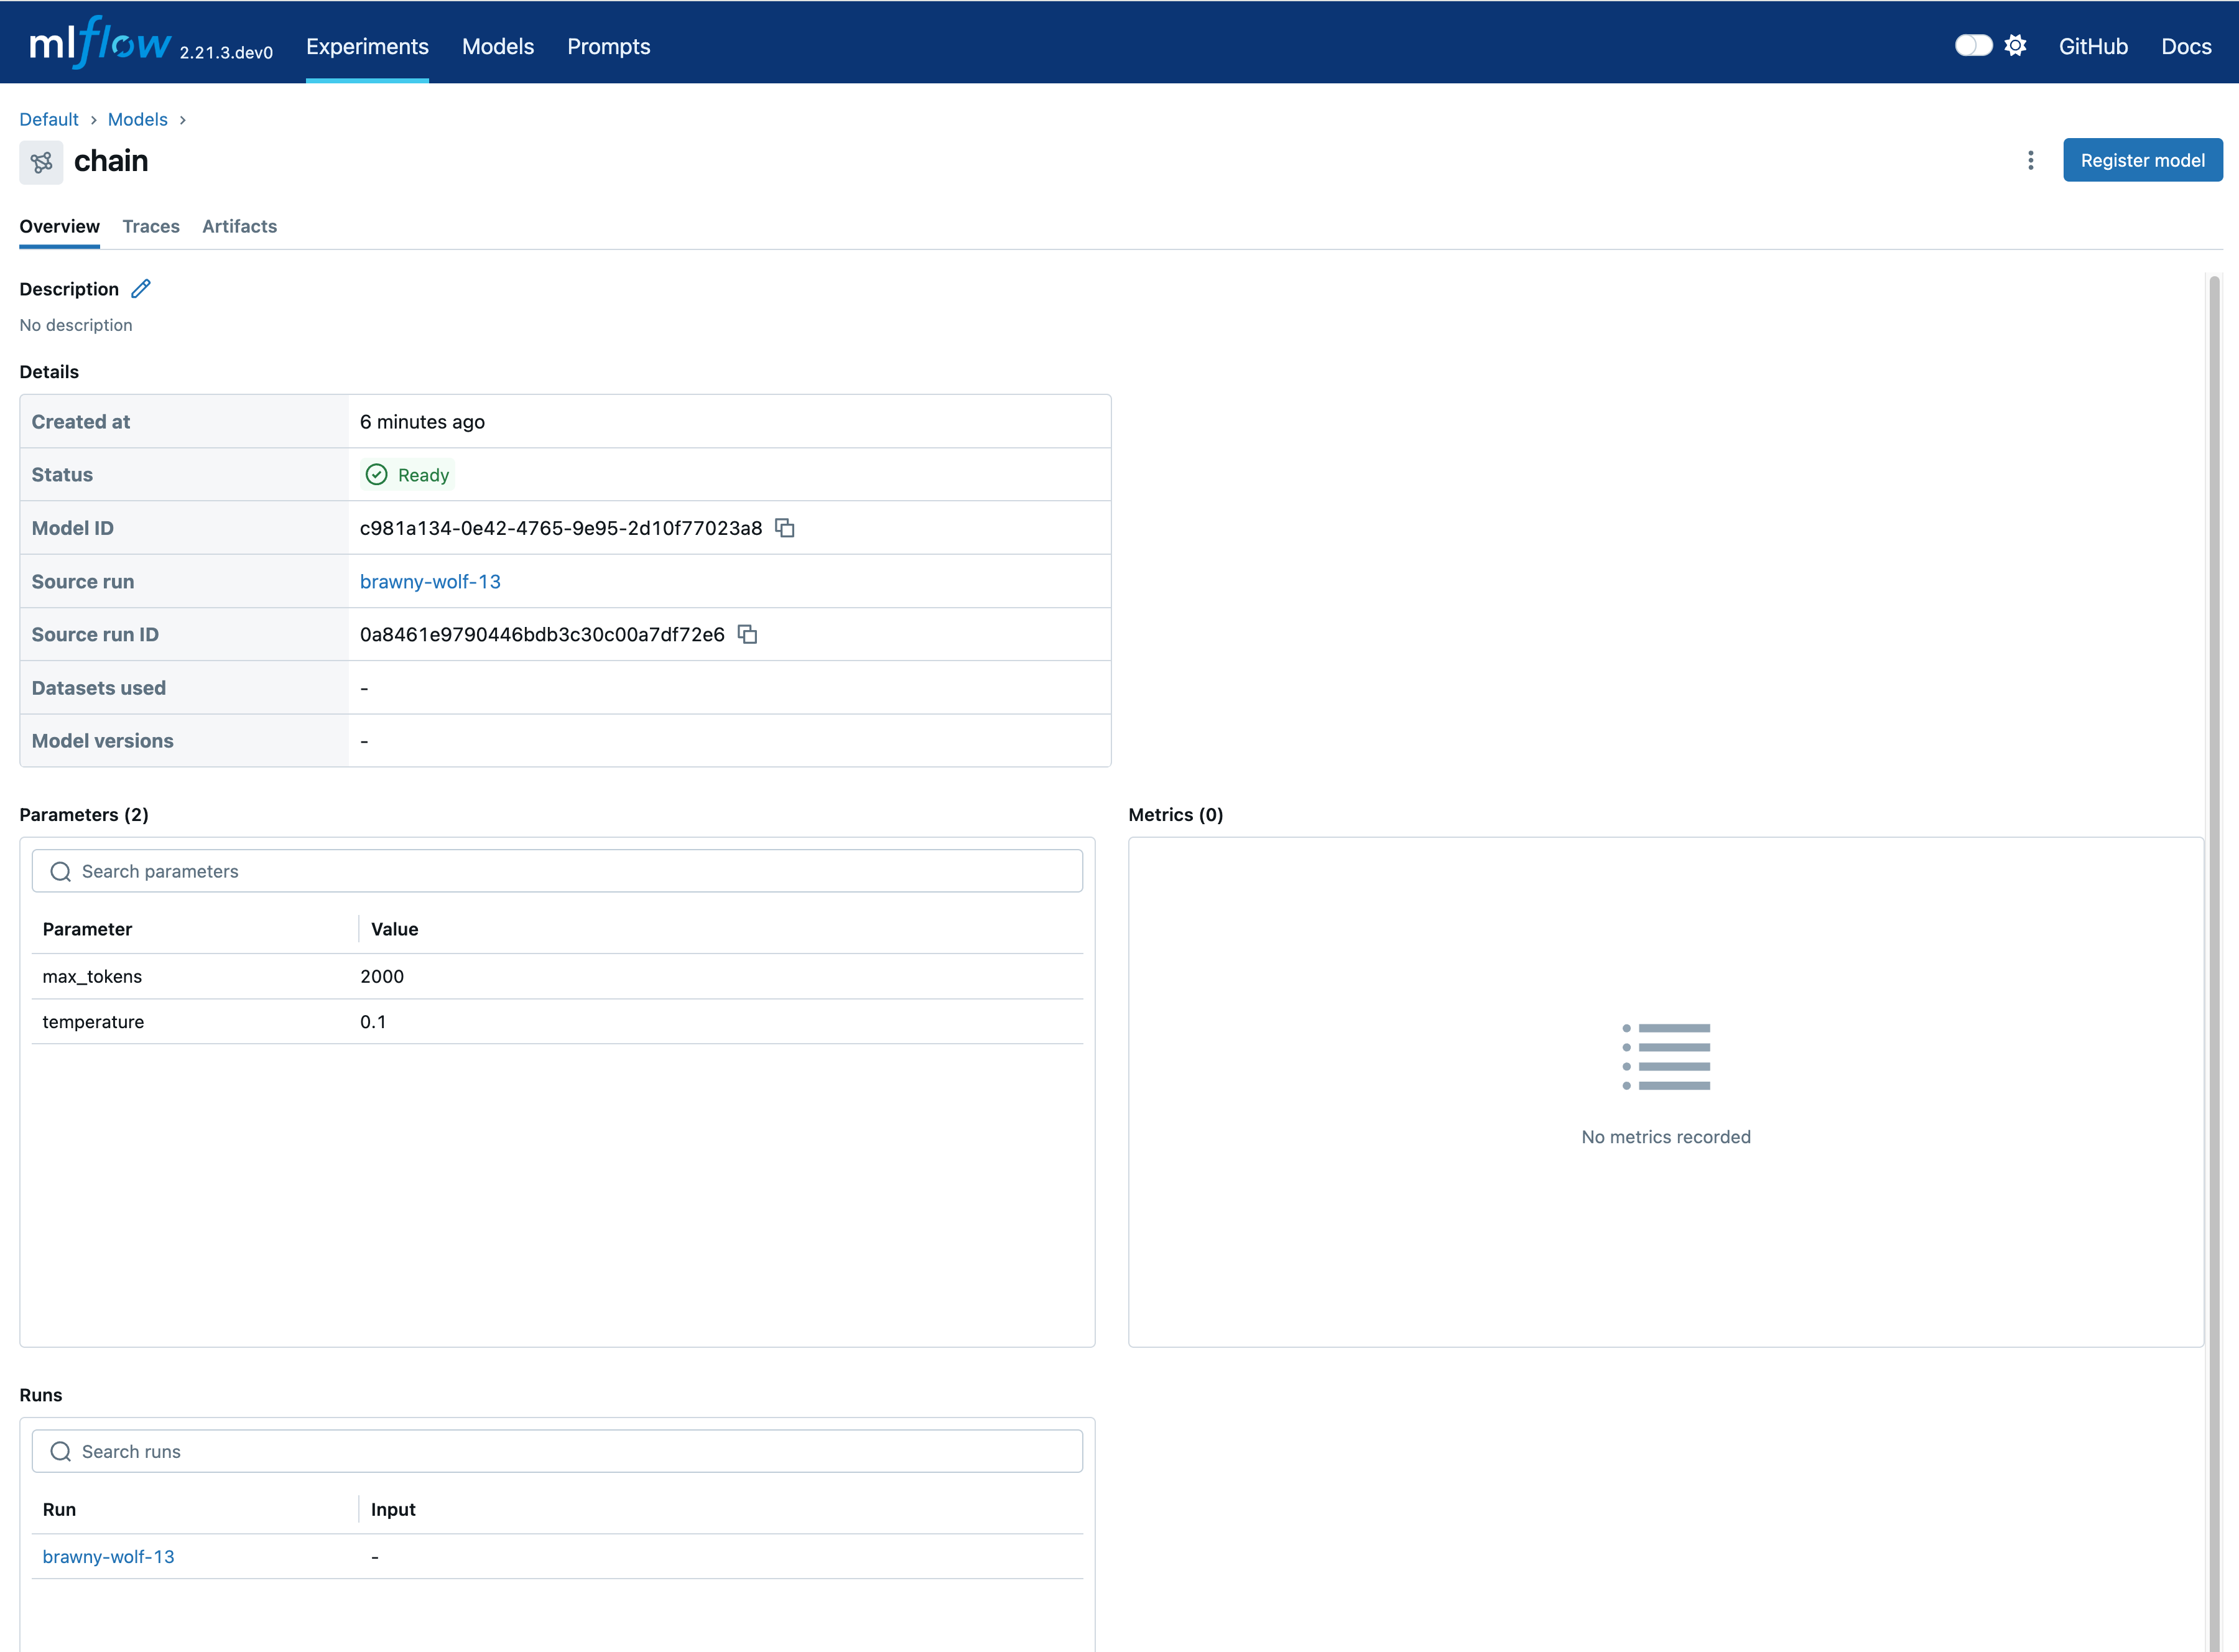 mlflow 2.21.3.dev0 Experiments Models Prompts GitHub Docs
Default > Models >
chain Register model
Overview Traces Artifacts
Description
No description
Details
Created at 6 minutes ago
Status Ready
Model ID c981a134-0e42-4765-9e95-2d10f77023a8
Source run brawny-wolf-13
Source run ID 0a8461e9790446bdb3c30c00a7df72e6
Datasets used -
Model versions -
Parameters (2) Metrics (0)
Search parameters
Parameter Value
max_tokens 2000
temperature 0.1
No metrics recorded
Runs
Search runs
Run Input
brawny-wolf-13 -